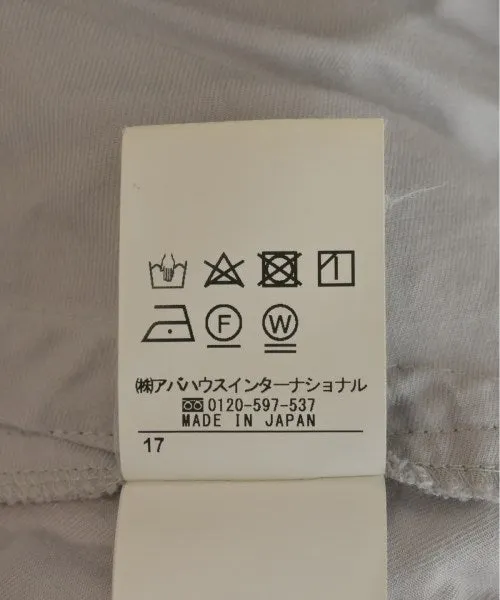 F W
㈱アバハウスインターナショナル
0120-597-537
MADE IN JAPAN
17